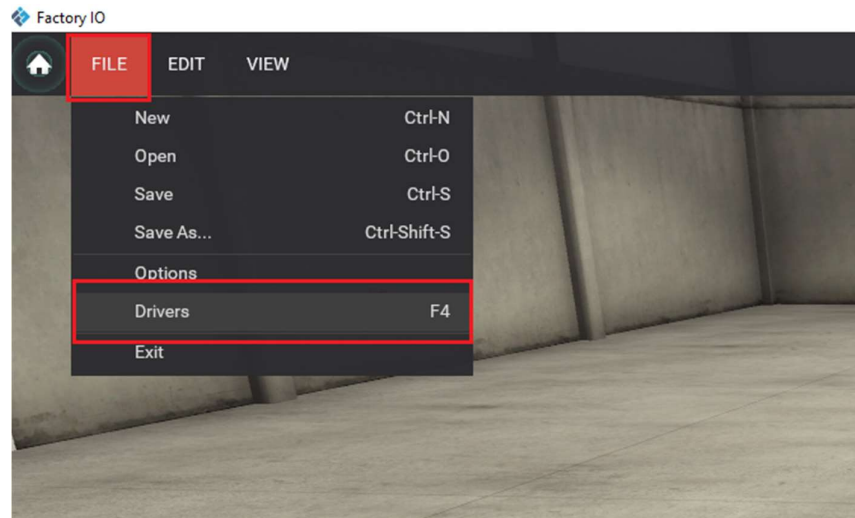 Factory IO
FILE EDIT VIEW
New Ctrl-N
Open Ctrl-O
Save Ctrl-S
Save As... Ctrl-Shift-S
Options
Drivers F4
Exit